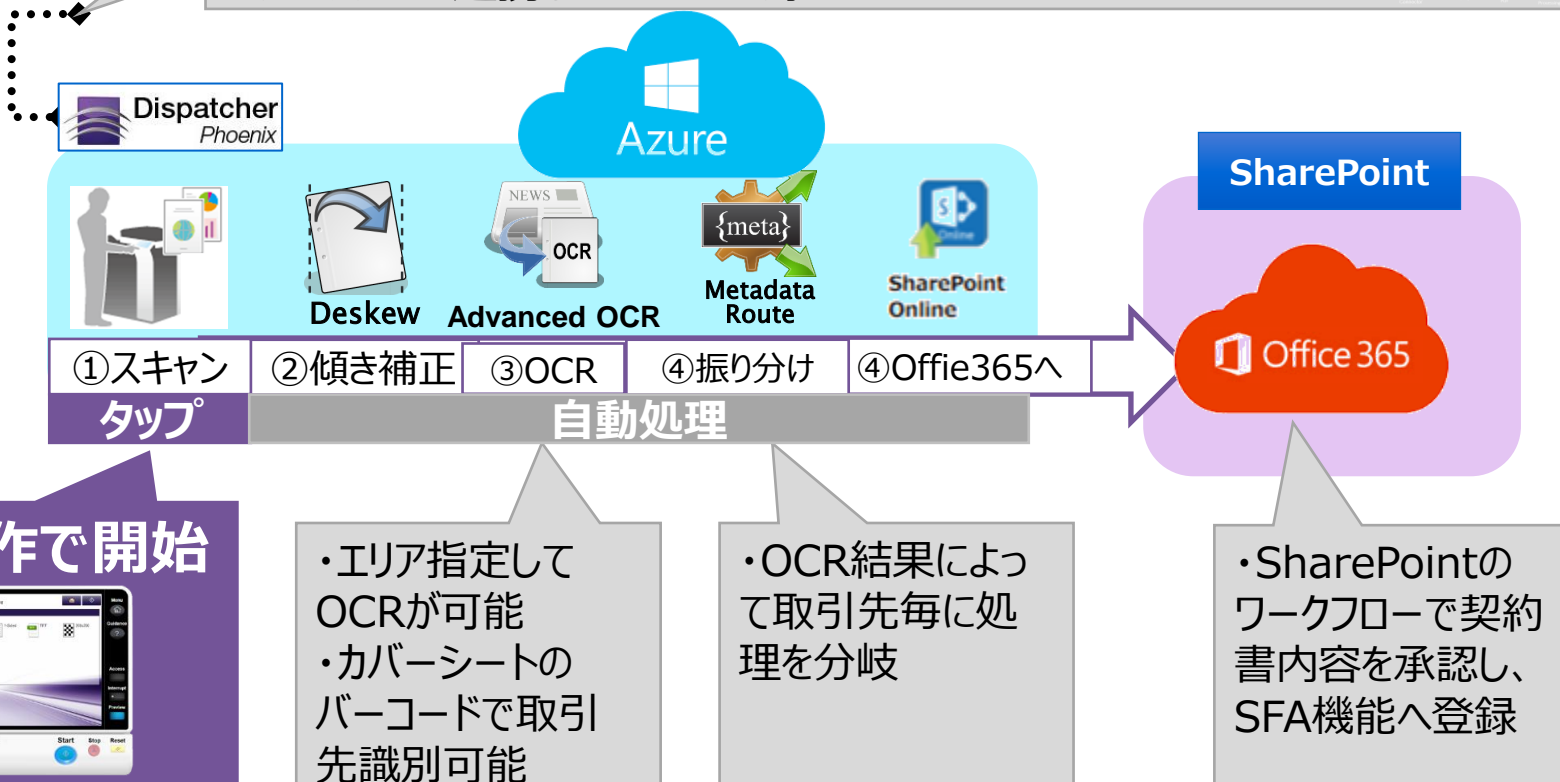 Dispatcher
Phoenix
Azure
SharePoint
NEWS
OCR
{meta}
S
Online
Deskew
Advanced OCR
Metadata
Route
SharePoint
Online
Office 365
①スキャン
②傾き補正
③OCR
④振り分け
④Offie365へ
タップ
自動処理
作で開始
Menu
Guidance
Access
Interrupt
Preview
Start
Stop
Reset
・エリア指定して
OCRが可能
・カバーシートの
バーコードで取引
先識別可能
・OCR結果によっ
て取引先毎に処
理を分岐
・SharePointの
ワークフローで契約
書内容を承認し、
SFA機能へ登録